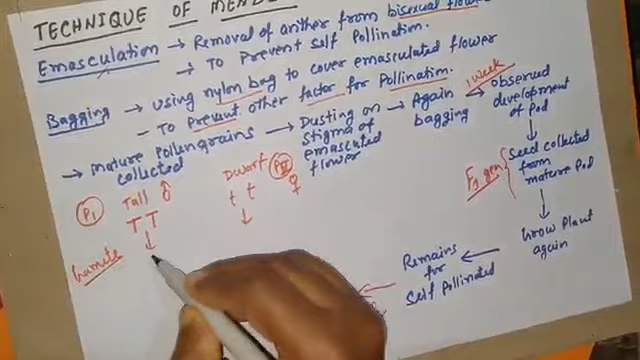 TECHNIQUE OF
Emasculation → Removal of anther from bisexual
→ To Prevent Self Pollination.
Bagging → Using nylon bag to cover emasculated flower
- To Prevent other factor for Pollination.
→ mature Pollengrains collected → Dusting on stigma of emasculated flower → Again bagging 1 week → observed development of Pod
Seed collected from mature Pod
F1 gen
Grow Plant again
Remains for Self Pollinated
P1 Tall ♂ Dwarf ♀
TT t t
Gamete